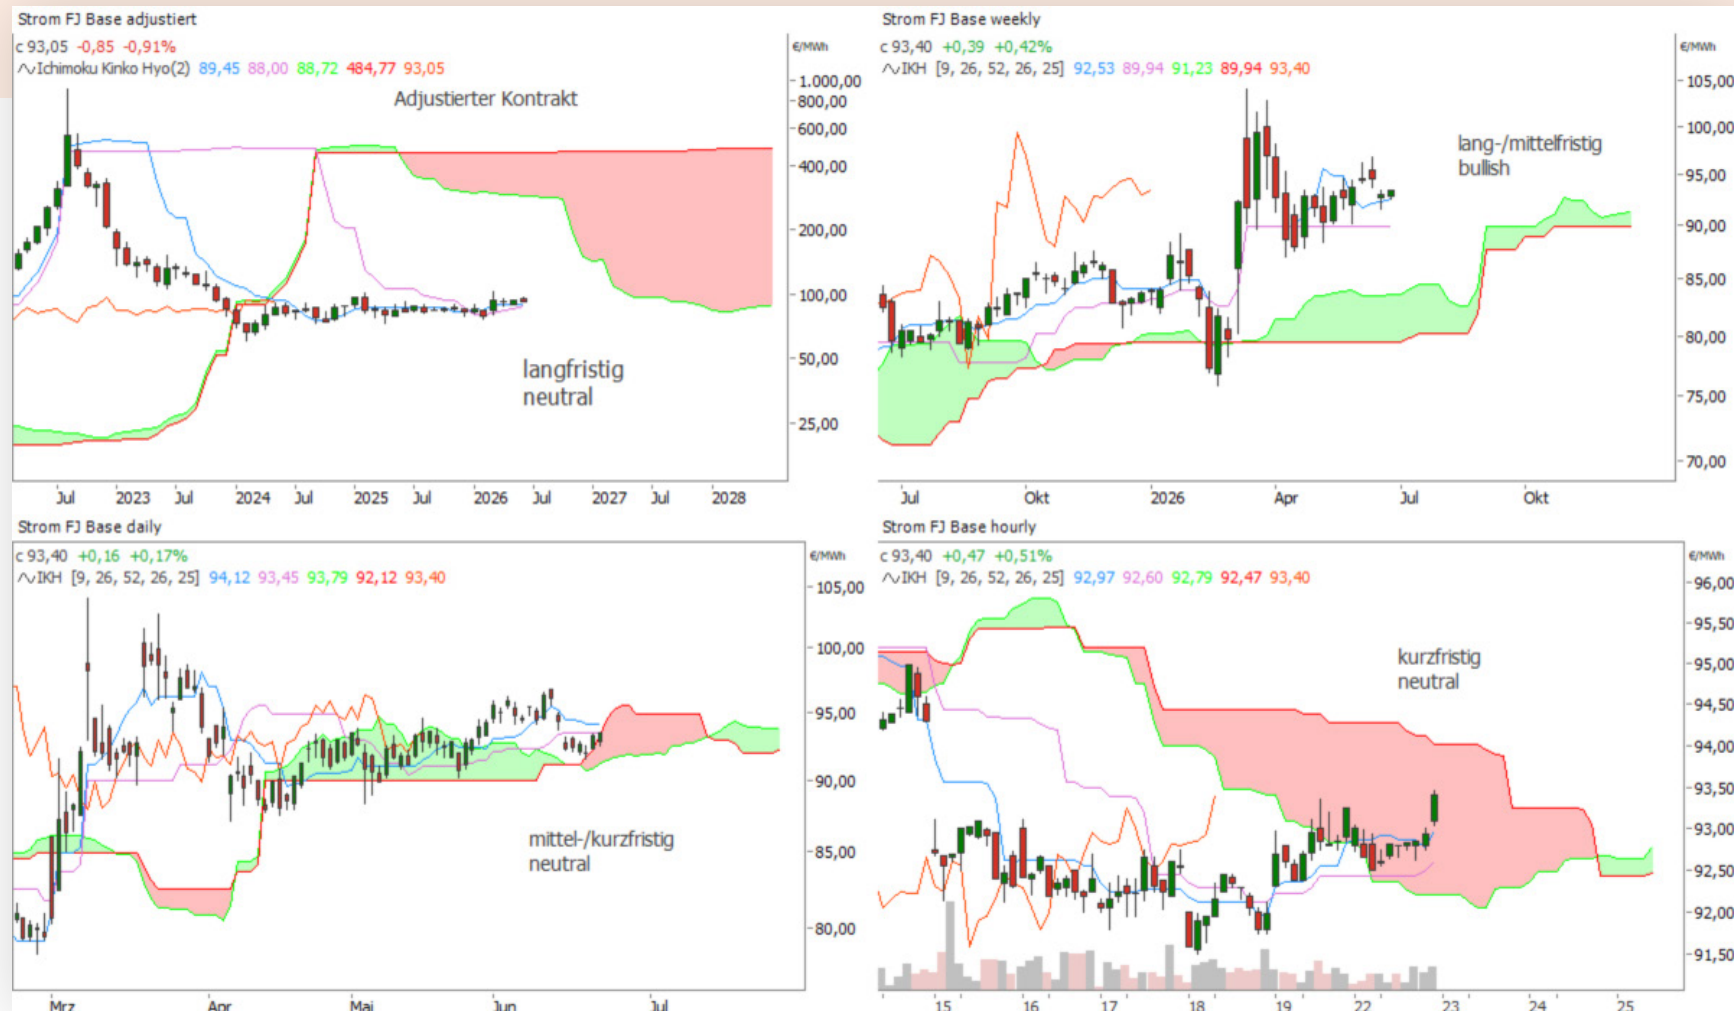 Strom FJ Base adjustiert
c 93,05 -0,85 -0,91%
Ichimoku Kinko Hyo(2) 89,45 88,00 88,72 484,77 93,05
€/MWh
Adjustierter Kontrakt
1.000,00
800,00
600,00
400,00
200,00
100,00
50,00
25,00
langfristig
neutral
Jul 2023 Jul 2024 Jul 2025 Jul 2026 Jul 2027 Jul 2028
Strom FJ Base weekly
c 93,40 +0,39 +0,42%
IKH [9, 26, 52, 26, 25] 92,53 89,94 91,23 89,94 93,40
€/MWh
lang-/mittelfristig
bullish
105,00
100,00
95,00
90,00
85,00
80,00
75,00
70,00
Jul Okt 2026 Apr Jul Okt
Strom FJ Base daily
c 93,40 +0,16 +0,17%
IKH [9, 26, 52, 26, 25] 94,12 93,45 93,79 92,12 93,40
€/MWh
105,00
100,00
95,00
90,00
85,00
80,00
mittel-/kurzfristig
neutral
Mrz Apr Mai Jun Jul
Strom FJ Base hourly
c 93,40 +0,47 +0,51%
IKH [9, 26, 52, 26, 25] 92,97 92,60 92,79 92,47 93,40
€/MWh
kurzfristig
neutral
96,00
95,50
95,00
94,50
94,00
93,50
93,00
92,50
92,00
91,50
15 16 17 18 19 22 23 24 25